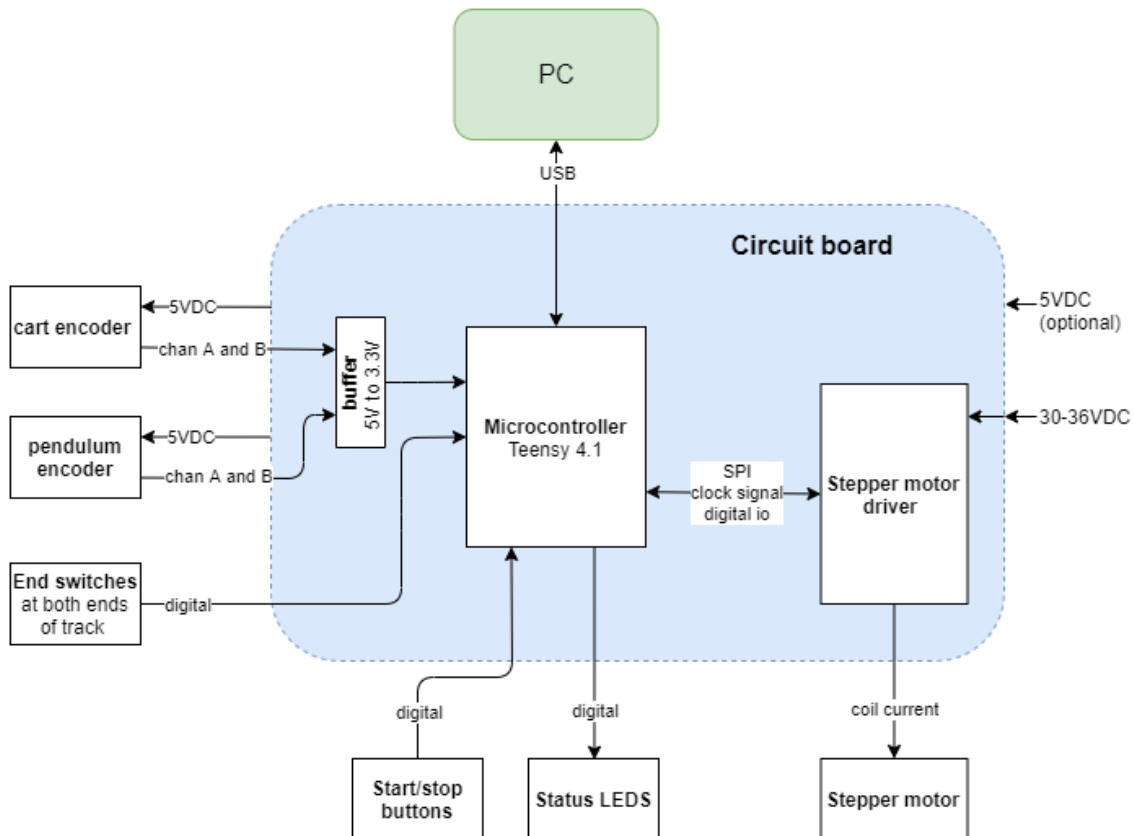 PC
USB
Circuit board
5VDC
(optional)
30-36VDC
cart encoder
5VDC
chan A and B
buffer
5V to 3.3V
pendulum
encoder
5VDC
chan A and B
Microcontroller
Teensy 4.1
SPI
clock signal
digital io
Stepper motor
driver
End switches
at both ends
of track
digital
digital
digital
coil current
Start/stop
buttons
Status LEDS
Stepper motor